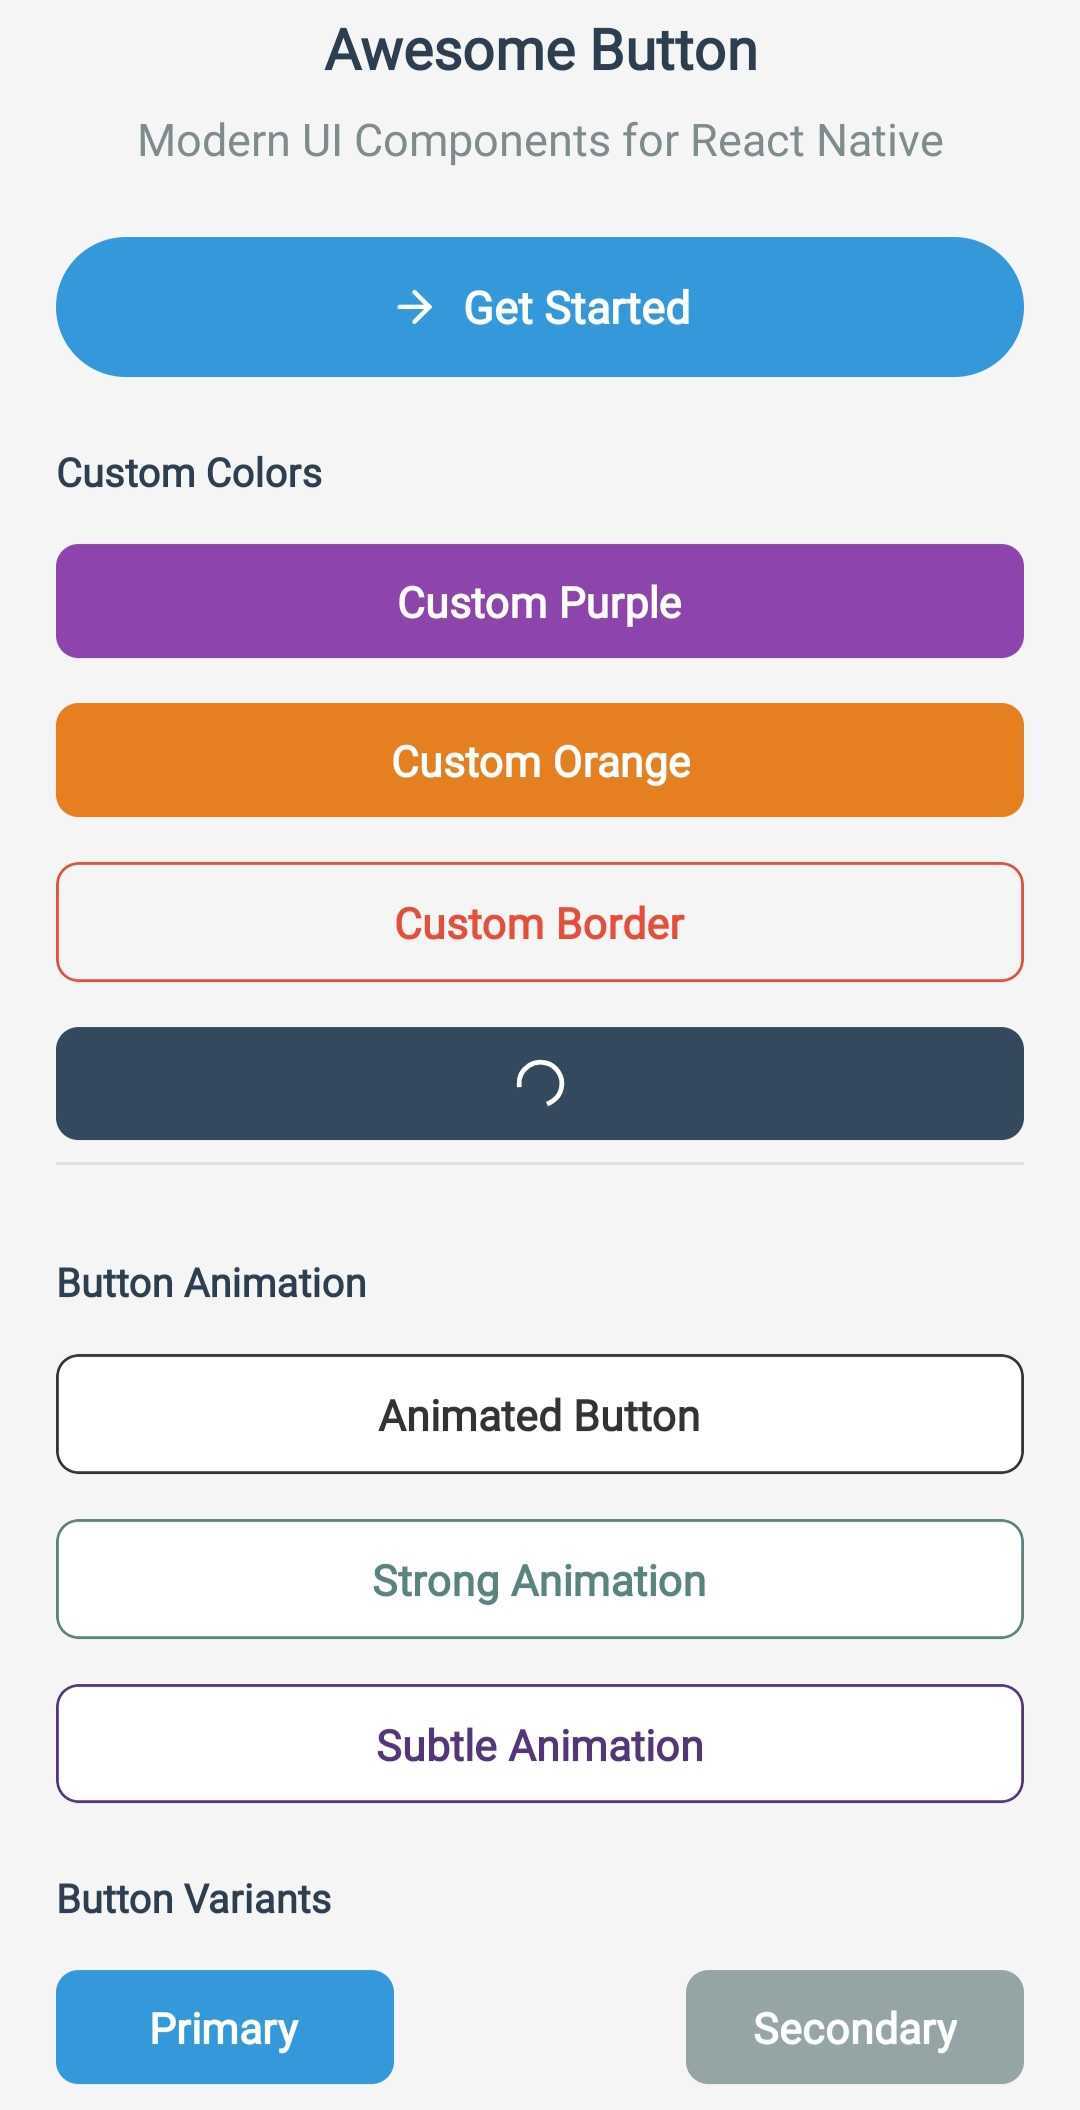 Awesome Button
Modern UI Components for React Native
Get Started
Custom Colors
Custom Purple
Custom Orange
Custom Border
Button Animation
Animated Button
Strong Animation
Subtle Animation
Button Variants
Primary
Secondary